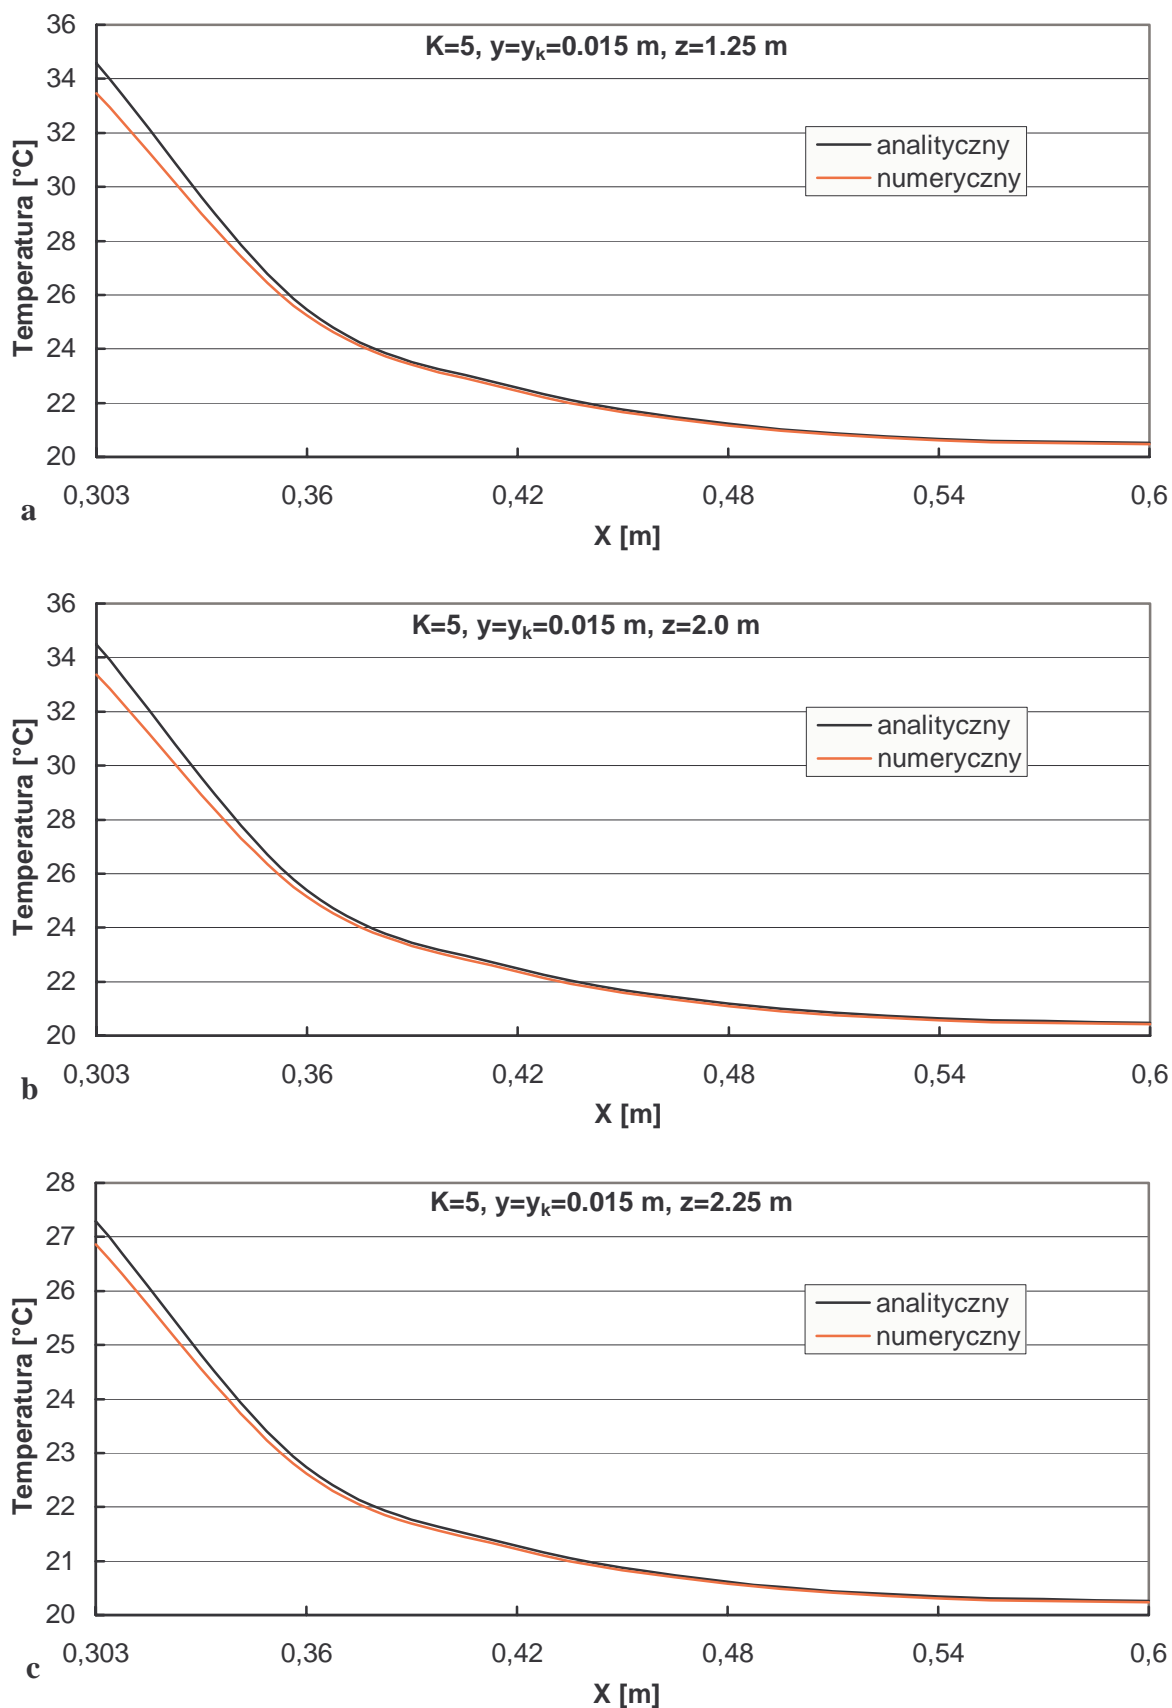 K=5, y=yₖ=0.015 m, z=1.25 m
Temperatura [°C]
36
34
32
30
28
26
24
22
20
analityczny
numeryczny
0,303 0,36 0,42 0,48 0,54 0,6
a
X [m]
K=5, y=yₖ=0.015 m, z=2.0 m
Temperatura [°C]
36
34
32
30
28
26
24
22
20
analityczny
numeryczny
0,303 0,36 0,42 0,48 0,54 0,6
b
X [m]
K=5, y=yₖ=0.015 m, z=2.25 m
Temperatura [°C]
28
27
26
25
24
23
22
21
20
analityczny
numeryczny
0,303 0,36 0,42 0,48 0,54 0,6
c
X [m]